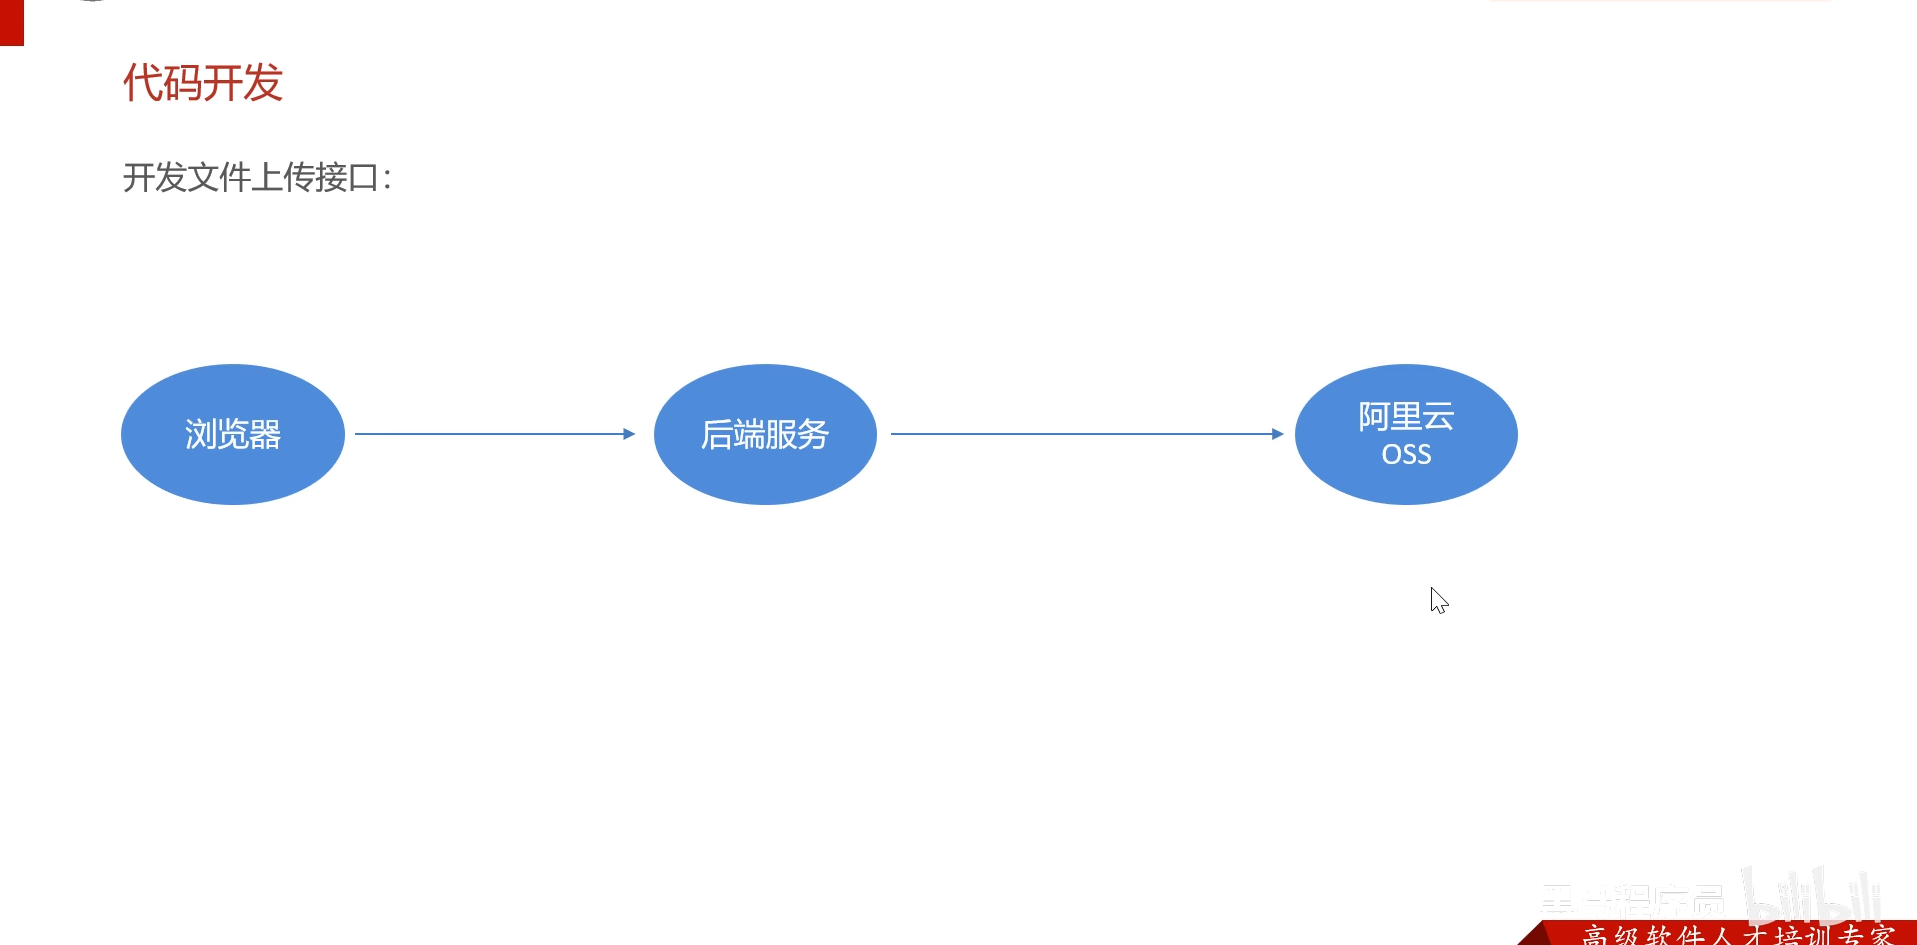 代码开发
开发文件上传接口：
浏览器
后端服务
阿里云
OSS
黑马程序员
bilibili
高级软件人才培训专家